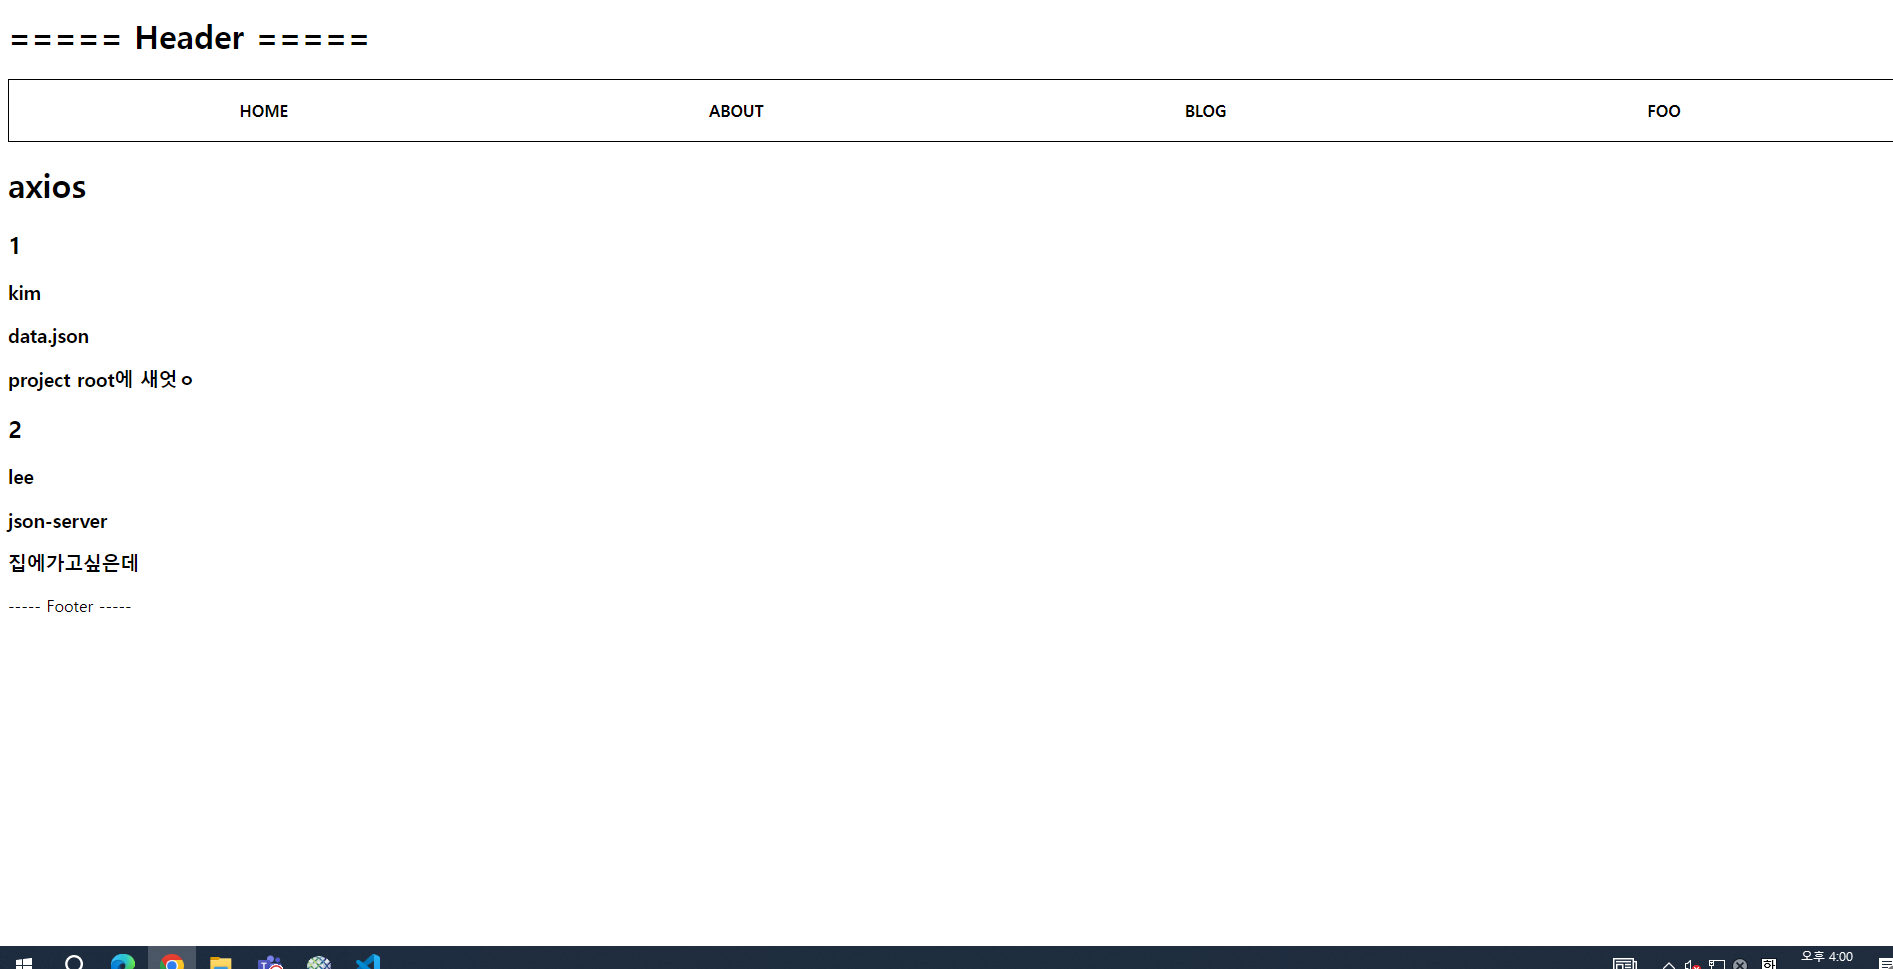 ===== Header =====
HOME ABOUT BLOG FOO
axios
1
kim
data.json
project root에 새엇ㅇ
2
lee
json-server
집에가고싶은데
----- Footer -----
오후 4:00